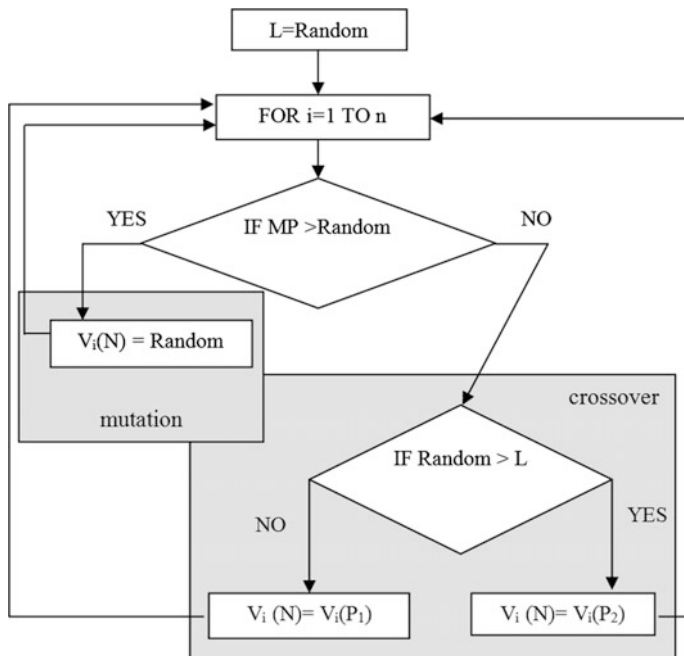 L=Random
FOR i=1 TO n
YES
IF MP >Random
NO
Vᵢ(N) = Random
mutation
crossover
IF Random > L
NO
YES
Vᵢ (N)= Vᵢ(P₁)
Vᵢ (N)= Vᵢ(P₂)